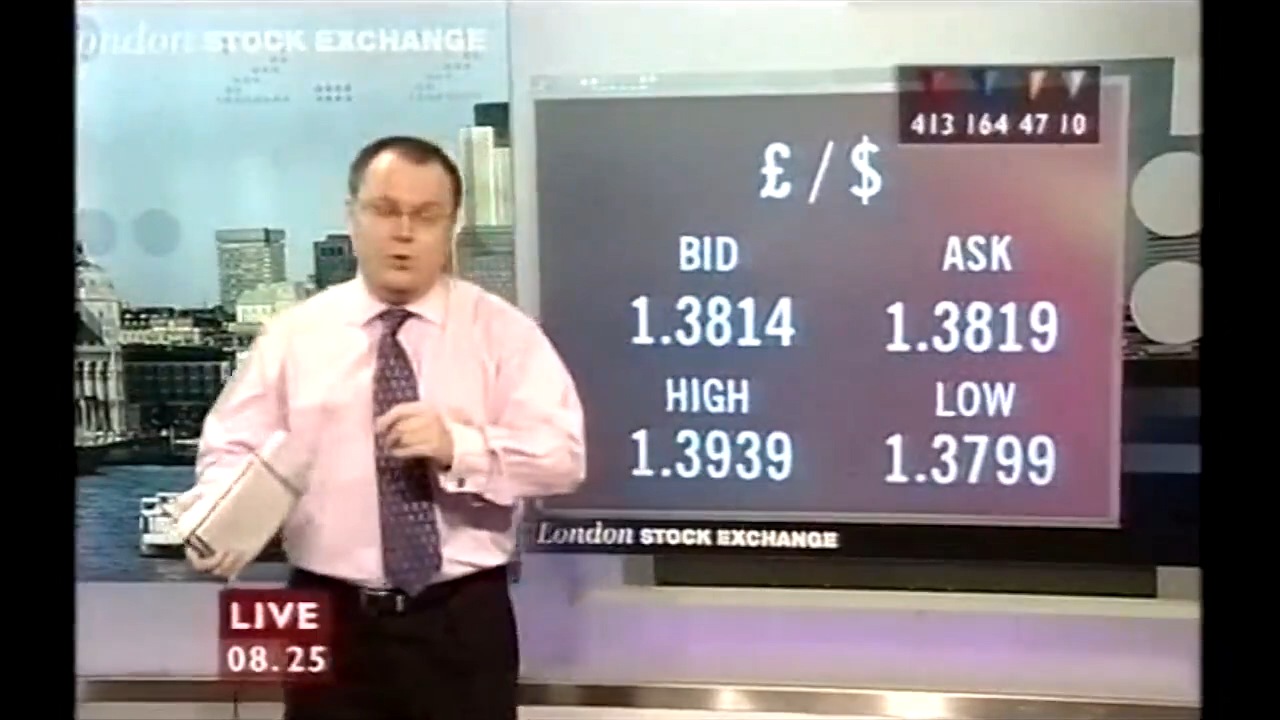 ondon STOCK EXCHANGE
413 164 47 10
£/$
BID ASK
1.3814 1.3819
HIGH LOW
1.3939 1.3799
London STOCK EXCHANGE
LIVE
08.25